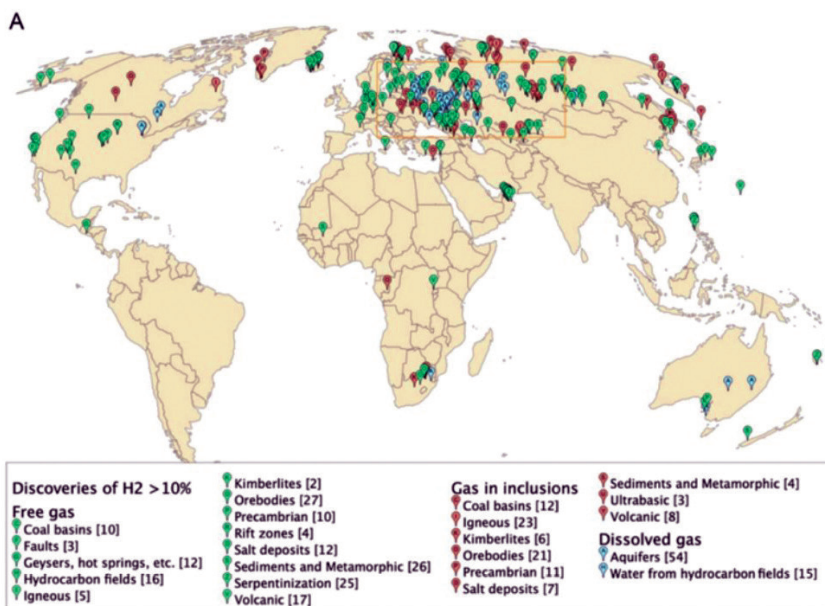 A
Discoveries of H2 >10%
Free gas
Coal basins [10]
Faults [3]
Geysers, hot springs, etc. [12]
Hydrocarbon fields [16]
Igneous [5]
Kimberlites [2]
Orebodies [27]
Precambrian [10]
Rift zones [4]
Salt deposits [12]
Sediments and Metamorphic [26]
Serpentinization [25]
Volcanic [17]
Gas in inclusions
Coal basins [12]
Igneous [23]
Kimberlites [6]
Orebodies [21]
Precambrian [11]
Salt deposits [7]
Sediments and Metamorphic [4]
Ultrabasic [3]
Volcanic [8]
Dissolved gas
Aquifers [54]
Water from hydrocarbon fields [15]